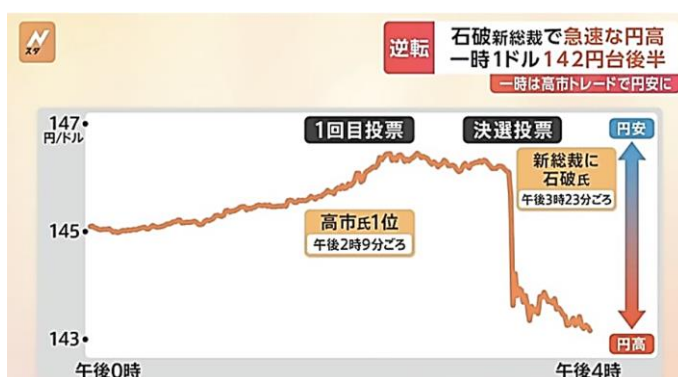 N
スタ
逆転
石破新総裁で急速な円高
一時1ドル142円台後半
一時は高市トレードで円安に
147
円/ドル
1回目投票
決選投票
円安
新総裁に
石破氏
午後3時23分ごろ
高市氏1位
午後2時9分ごろ
145
143
円高
午後0時
午後4時